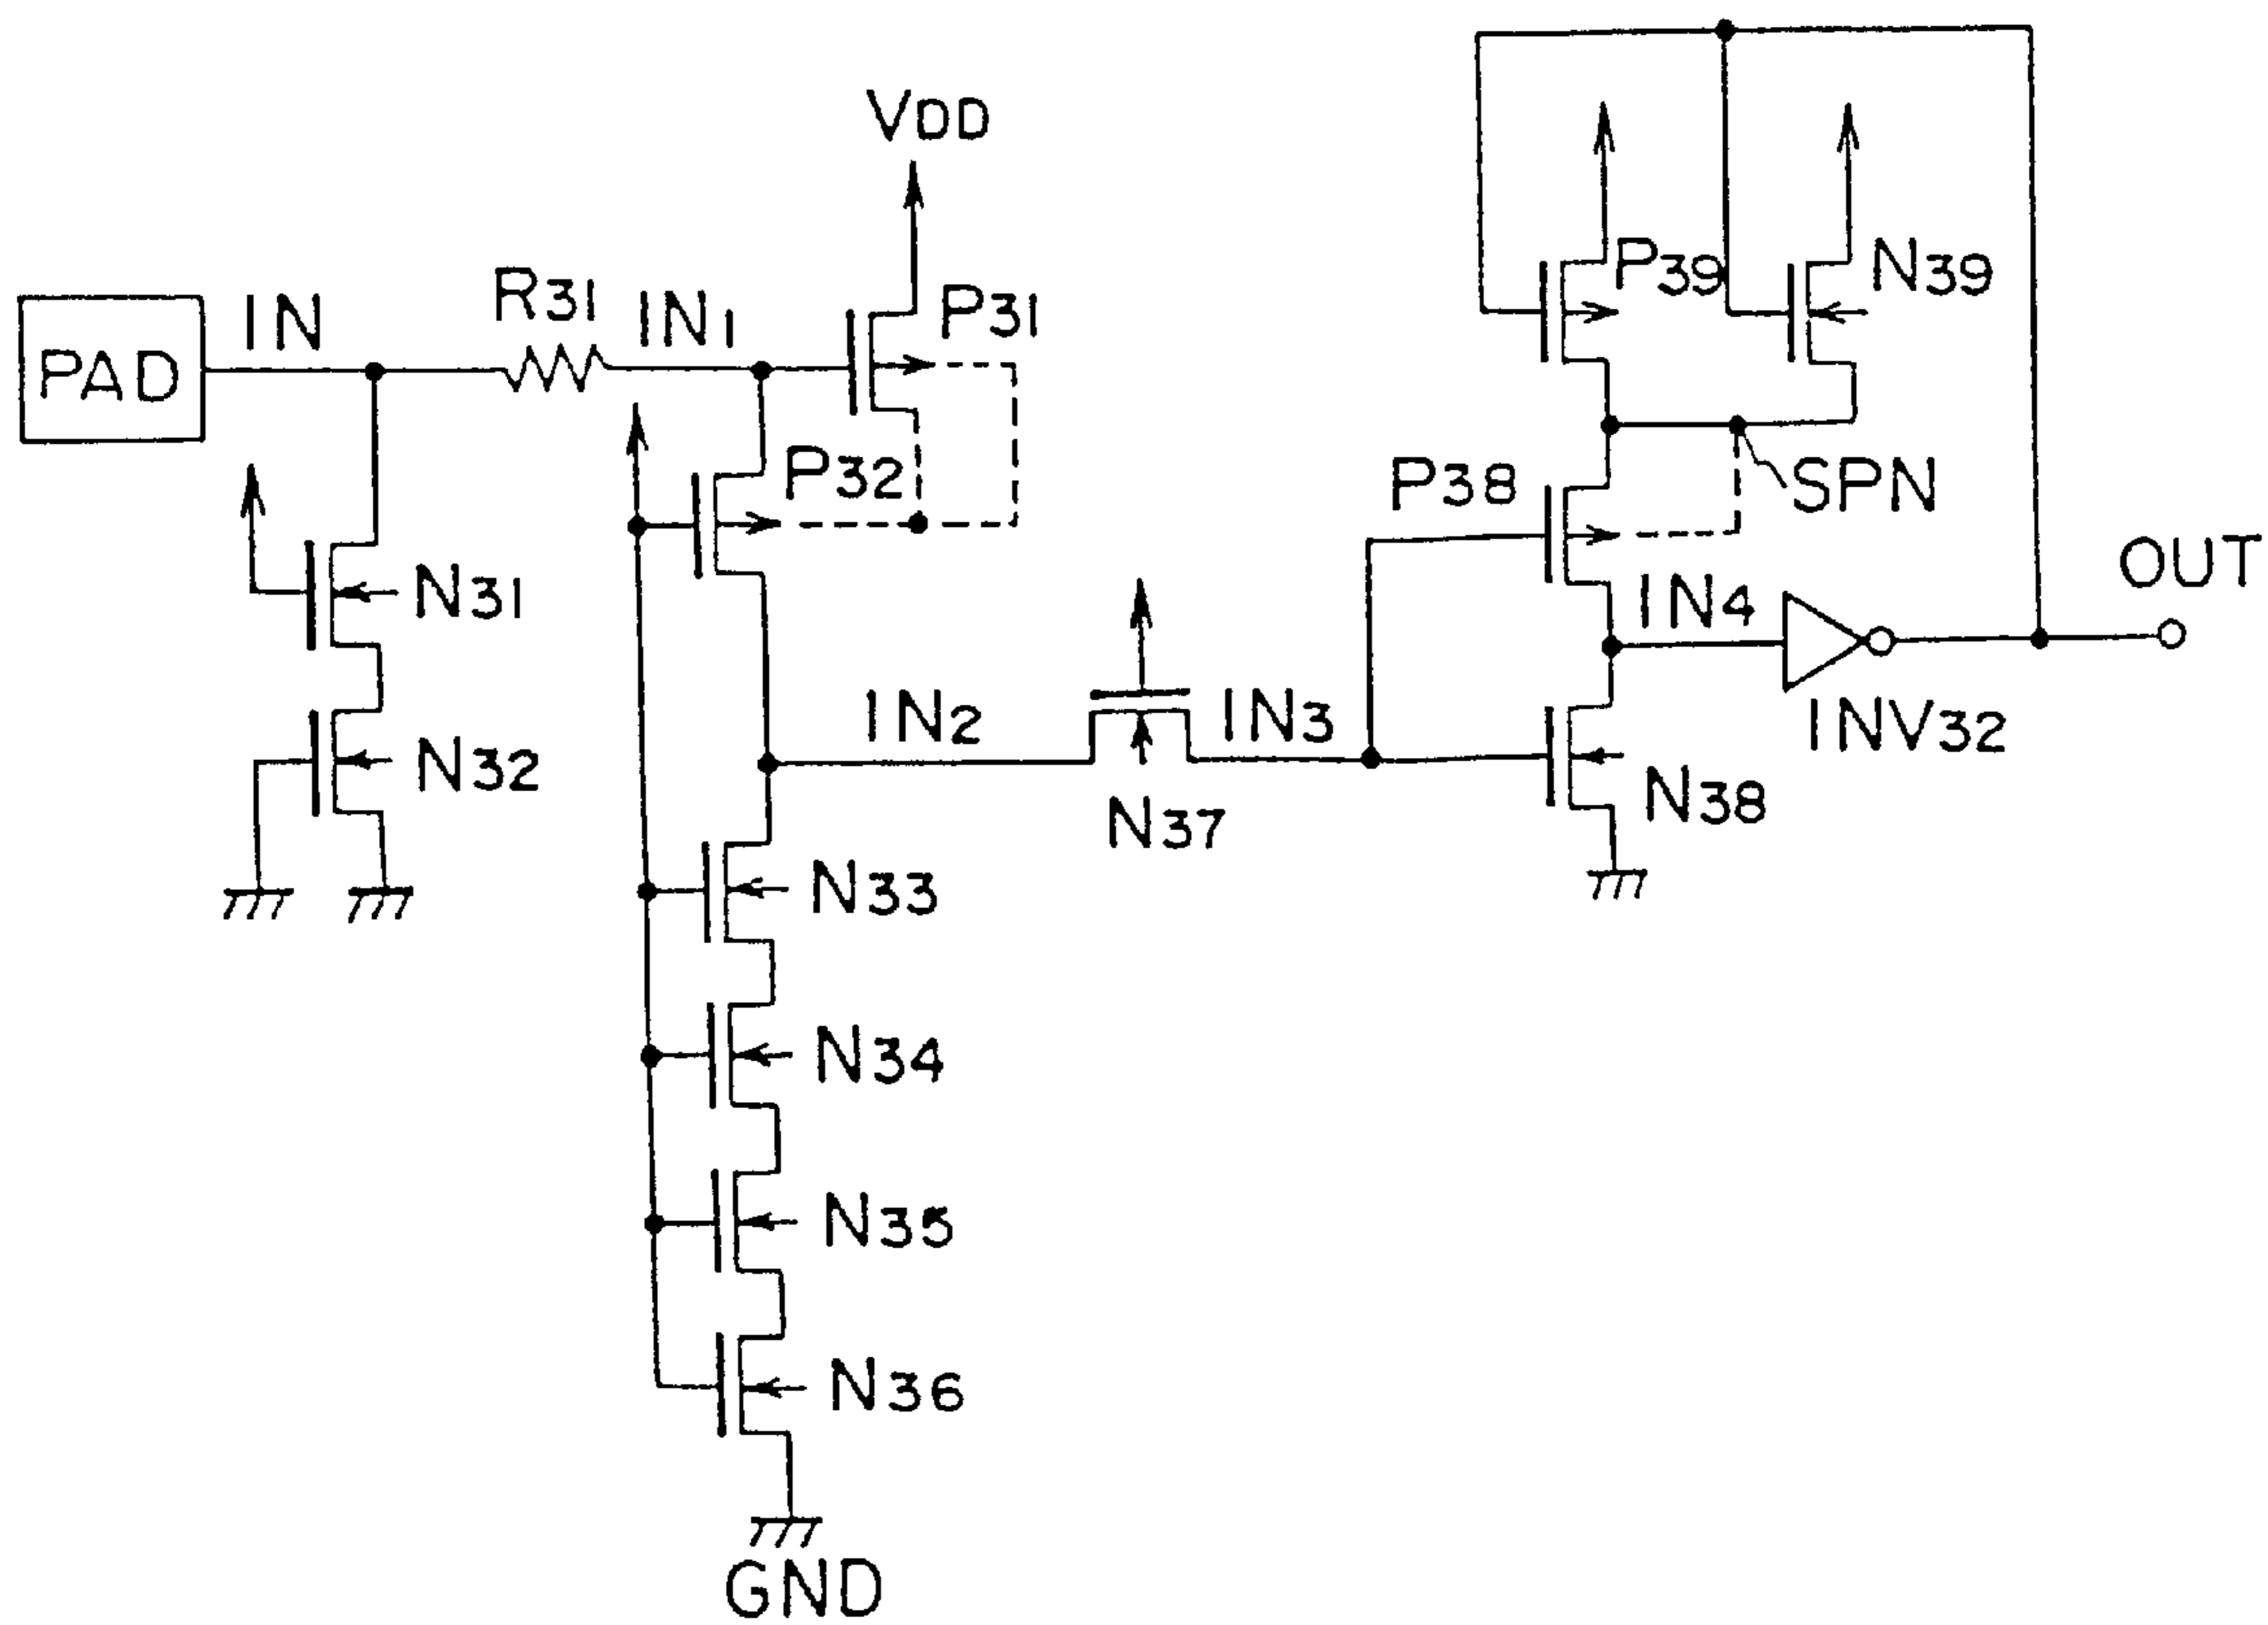 VDD
PAD
IN
R31
IN1
P31
P39
N39
P32
P38
SPN
N31
IN4
OUT
N32
IN2
IN3
INV32
N37
N38
N33
N34
N35
N36
GND